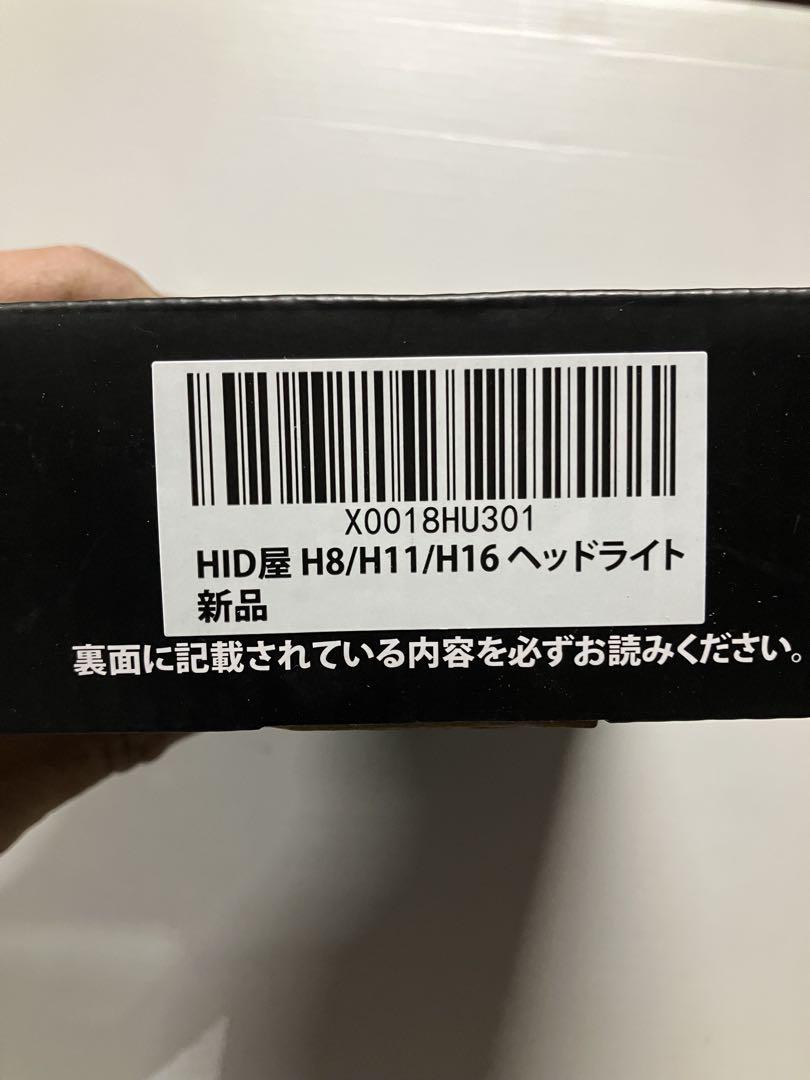 X0018HU301
HID屋 H8/H11/H16 ヘッドライト
新品
裏面に記載されている内容を必ずお読みください。